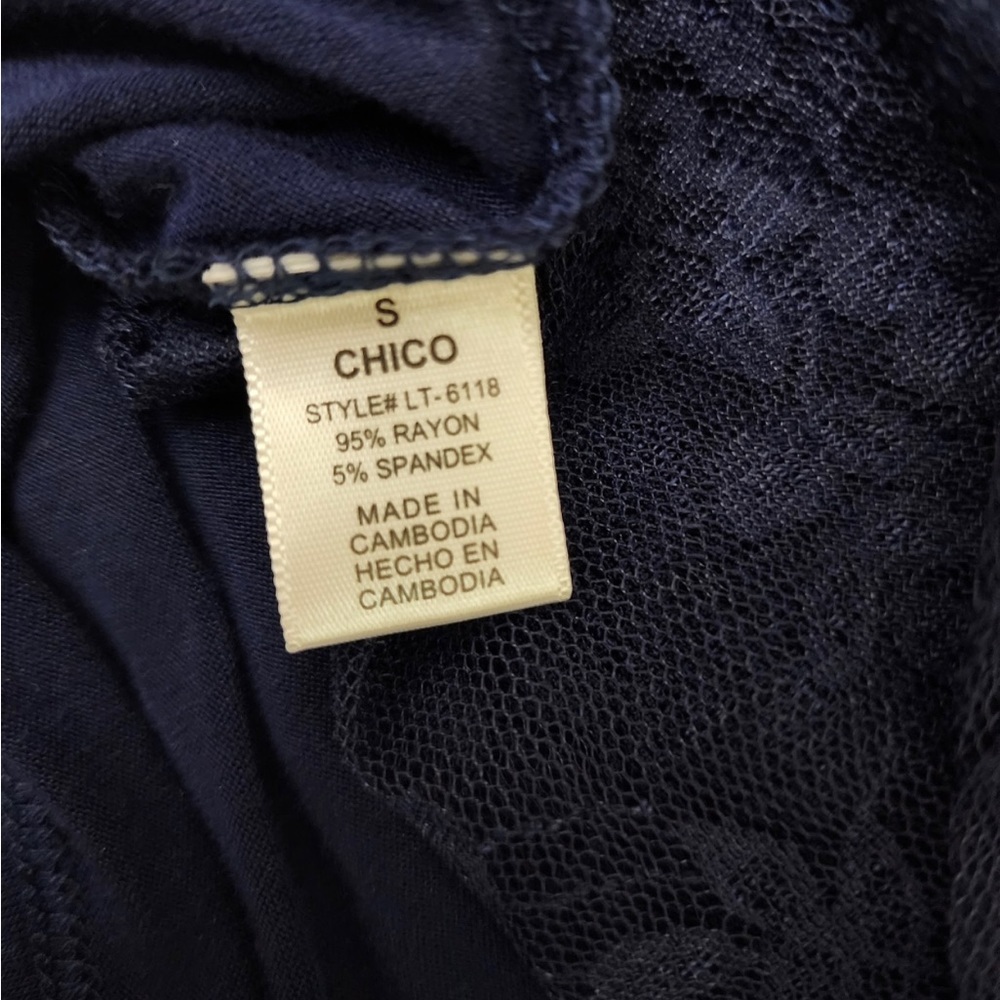 S
CHICO
STYLE# LT-6118
95% RAYON
5% SPANDEX
MADE IN
CAMBODIA
HECHO EN
CAMBODIA